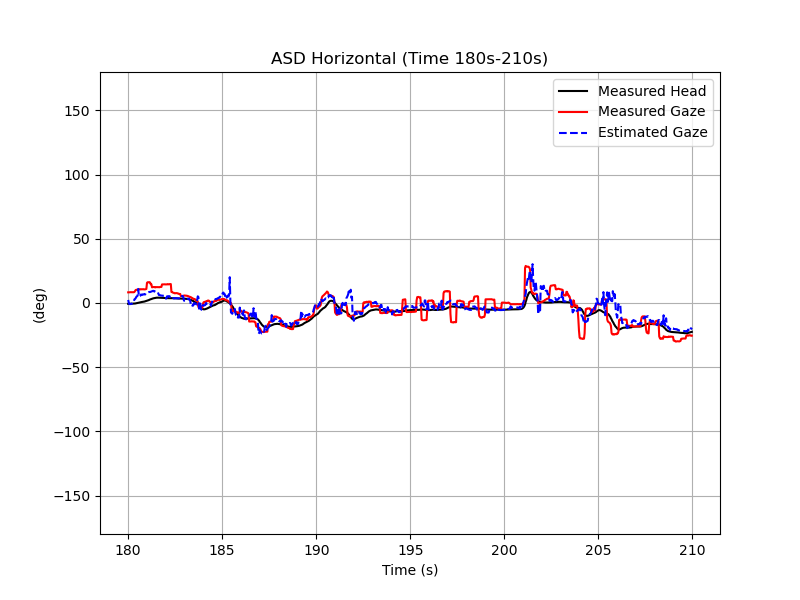 ASD Horizontal (Time 180s-210s)
Measured Head
Measured Gaze
Estimated Gaze
150
100
50
0
−50
−100
−150
(deg)
180 185 190 195 200 205 210
Time (s)